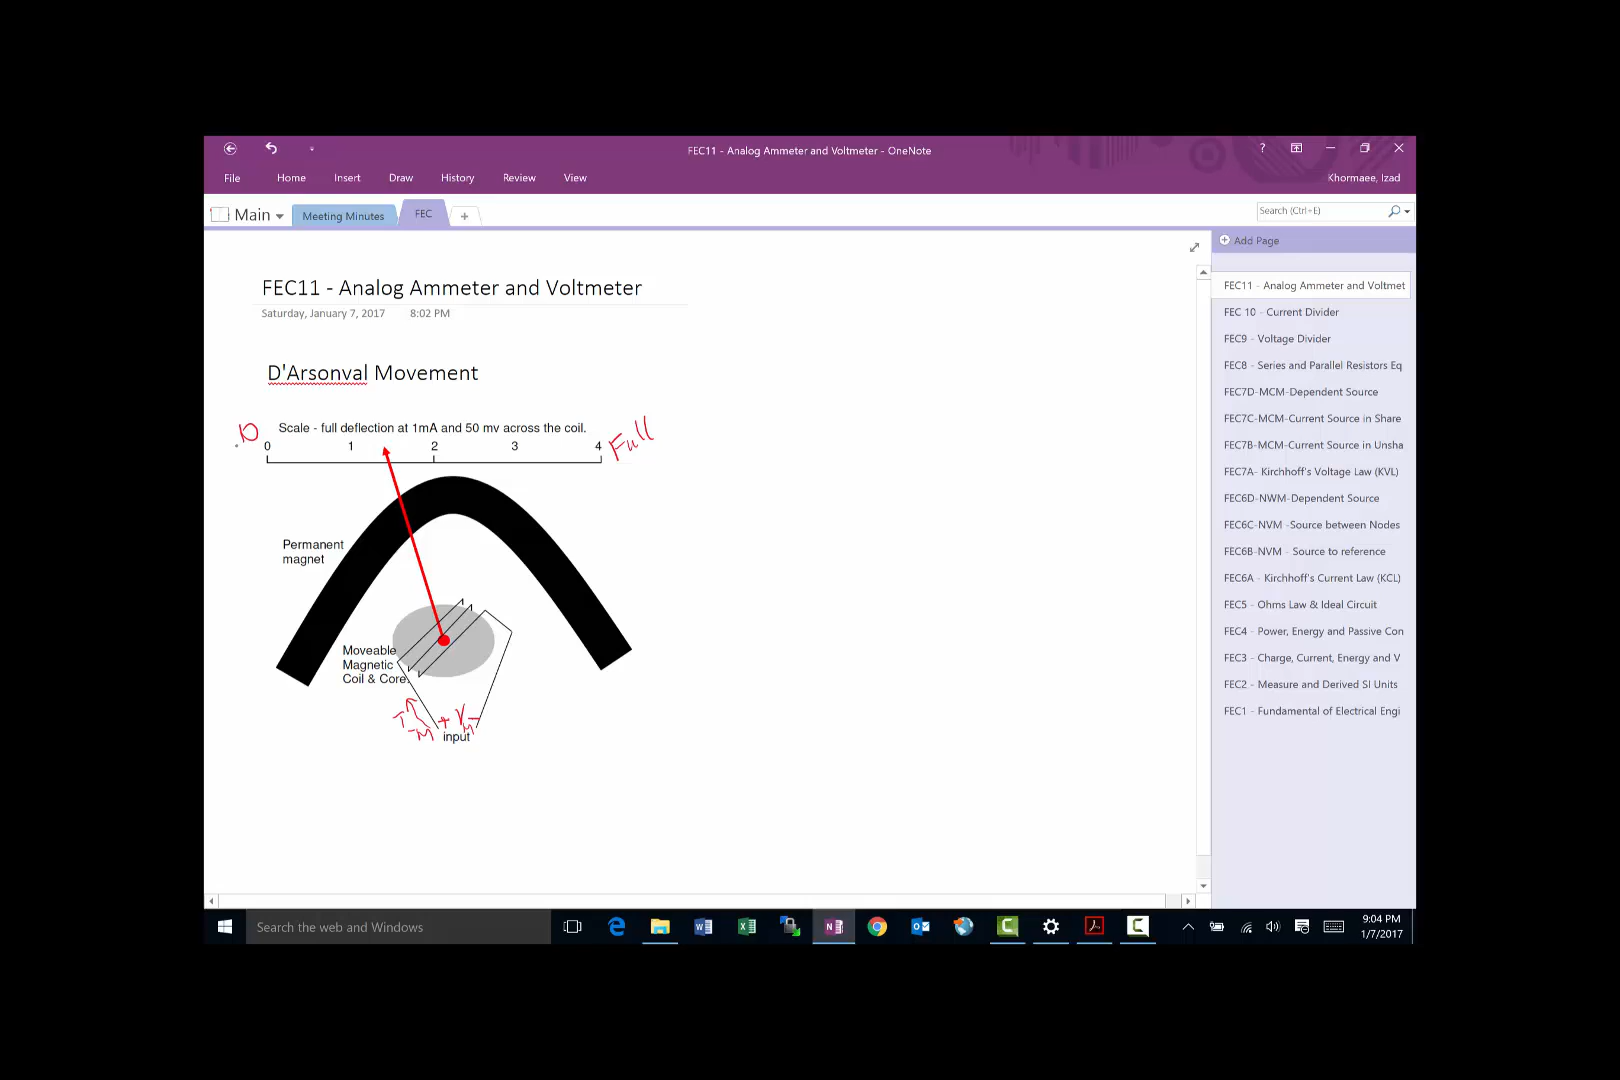 FEC11 - Analog Ammeter and Voltmeter - OneNote
?
File Home Insert Draw History Review View
Khormaee, Izad
Main Meeting Minutes FEC +
Search (Ctrl+E)
Add Page
FEC11 - Analog Ammeter and Voltmeter
Saturday, January 7, 2017 8:02 PM
D'Arsonval Movement
Scale - full deflection at 1mA and 50 mv across the coil.
0 1 2 3 4
Full
Permanent
magnet
Moveable
Magnetic
Coil & Core.
+ V M -
input
FEC11 - Analog Ammeter and Voltmet
FEC 10 - Current Divider
FEC9 - Voltage Divider
FEC8 - Series and Parallel Resistors Eq
FEC7D-MCM-Dependent Source
FEC7C-MCM-Current Source in Share
FEC7B-MCM-Current Source in Unsha
FEC7A- Kirchhoff's Voltage Law (KVL)
FEC6D-NWM-Dependent Source
FEC6C-NVM -Source between Nodes
FEC6B-NVM - Source to reference
FEC6A - Kirchhoff's Current Law (KCL)
FEC5 - Ohms Law & Ideal Circuit
FEC4 - Power, Energy and Passive Con
FEC3 - Charge, Current, Energy and V
FEC2 - Measure and Derived SI Units
FEC1 - Fundamental of Electrical Engi
Search the web and Windows
9:04 PM
1/7/2017